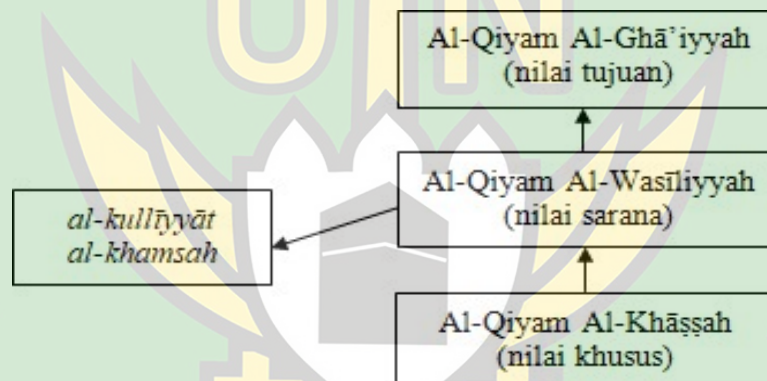 UIN
Al-Qiyam Al-Ghā’iyyah
(nilai tujuan)
Al-Qiyam Al-Wasīliyyah
(nilai sarana)
al-kullīyyāt
al-khamsah
Al-Qiyam Al-Khāṣṣah
(nilai khusus)